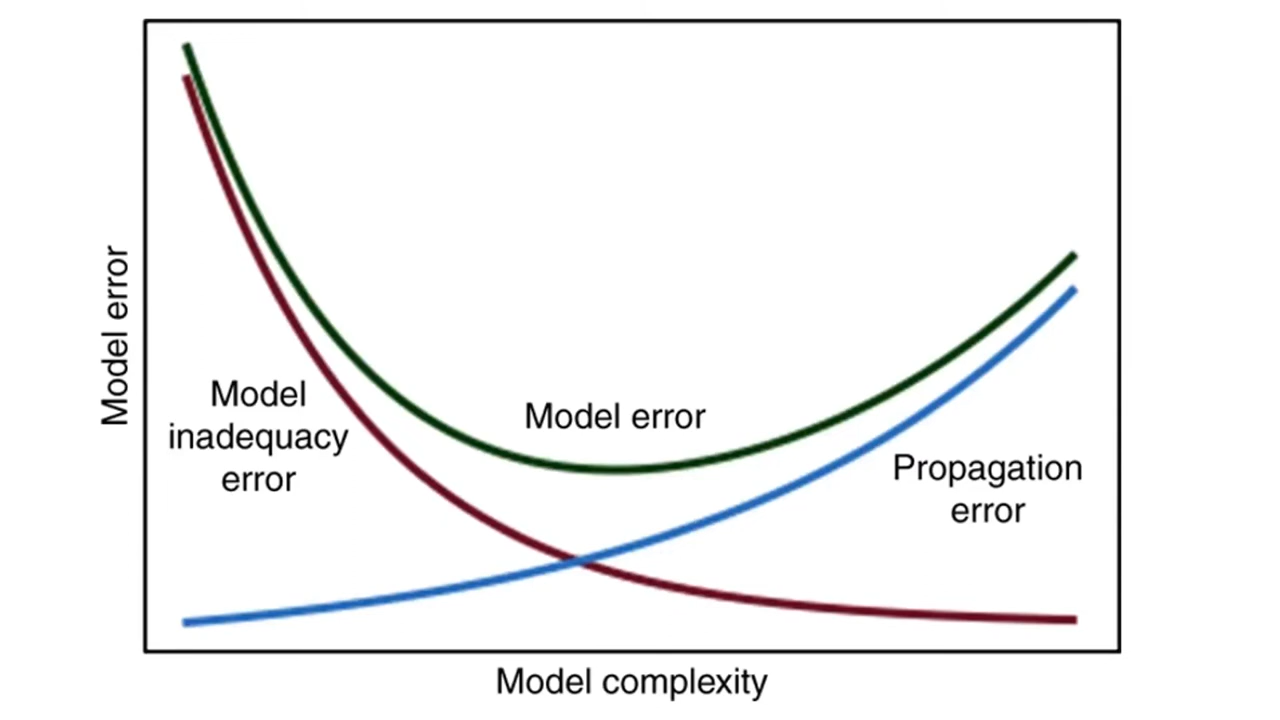 Model error
Model
inadequacy
error
Model error
Propagation
error
Model complexity